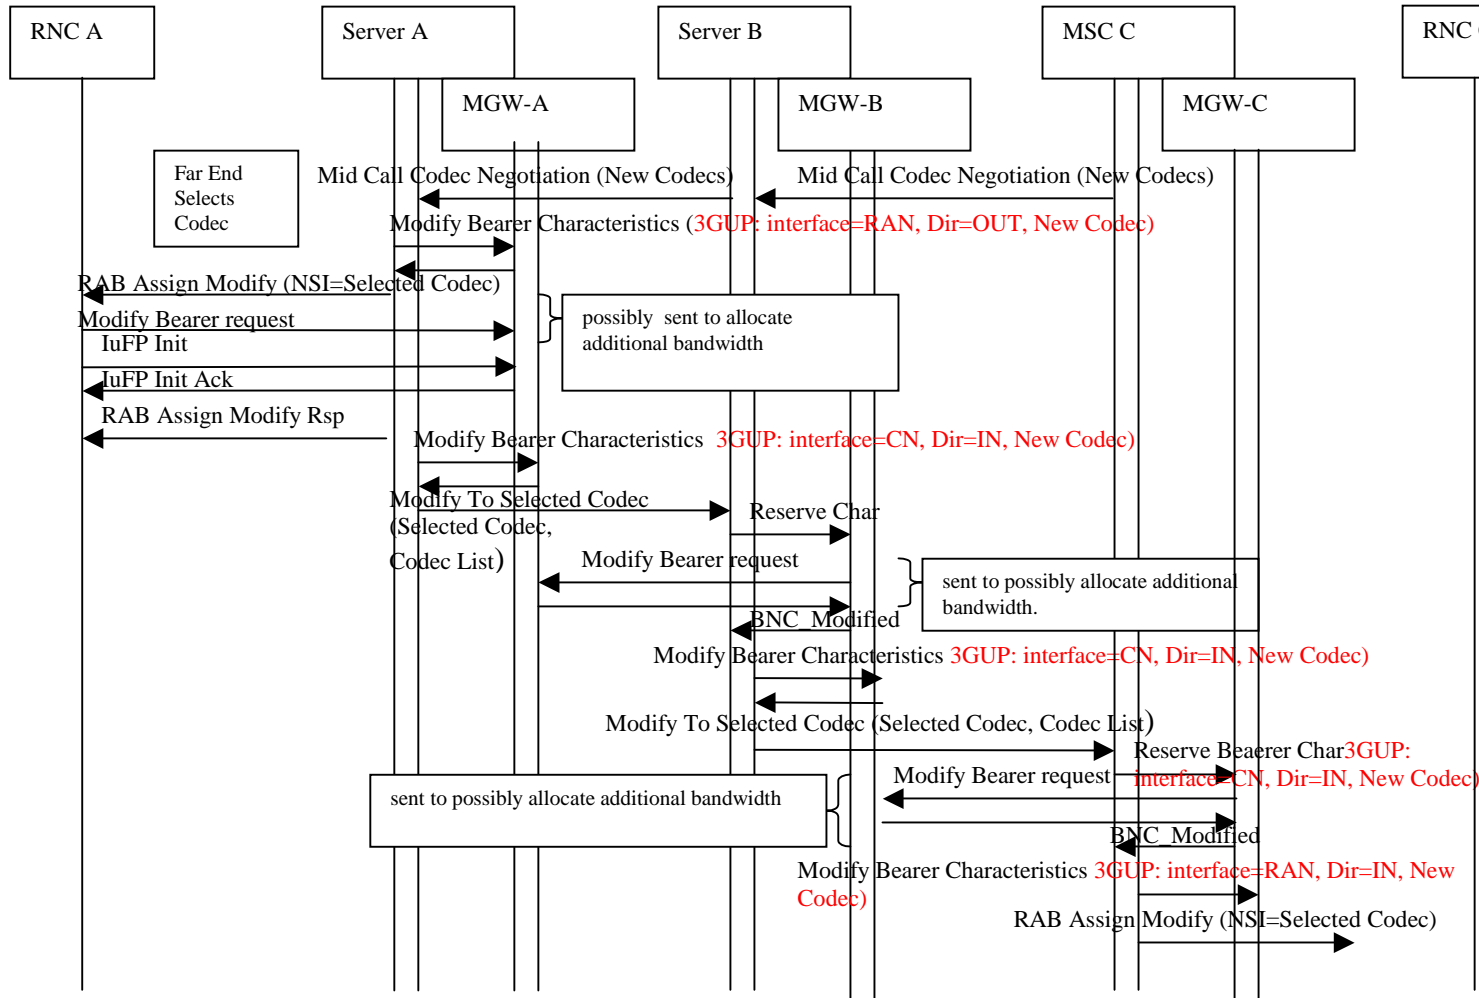 RNC A
Server A
Server B
MSC C
RNC
MGW-A
MGW-B
MGW-C
Far End
Selects
Codec
Mid Call Codec Negotiation (New Codecs)
Mid Call Codec Negotiation (New Codecs)
Modify Bearer Characteristics (3GUP: interface=RAN, Dir=OUT, New Codec)
RAB Assign Modify (NSI=Selected Codec)
Modify Bearer request
possibly sent to allocate
additional bandwidth
IuFP Init
IuFP Init Ack
RAB Assign Modify Rsp
Modify Bearer Characteristics 3GUP: interface=CN, Dir=IN, New Codec)
Modify To Selected Codec
(Selected Codec,
Codec List)
Reserve Char
Modify Bearer request
sent to possibly allocate additional
bandwidth.
BNC_Modified
Modify Bearer Characteristics 3GUP: interface=CN, Dir=IN, New Codec)
Modify To Selected Codec (Selected Codec, Codec List)
Reserve Beaerer Char3GUP:
interface=CN, Dir=IN, New Codec)
Modify Bearer request
sent to possibly allocate additional bandwidth
BNC_Modified
Modify Bearer Characteristics 3GUP: interface=RAN, Dir=IN, New
Codec)
RAB Assign Modify (NSI=Selected Codec)